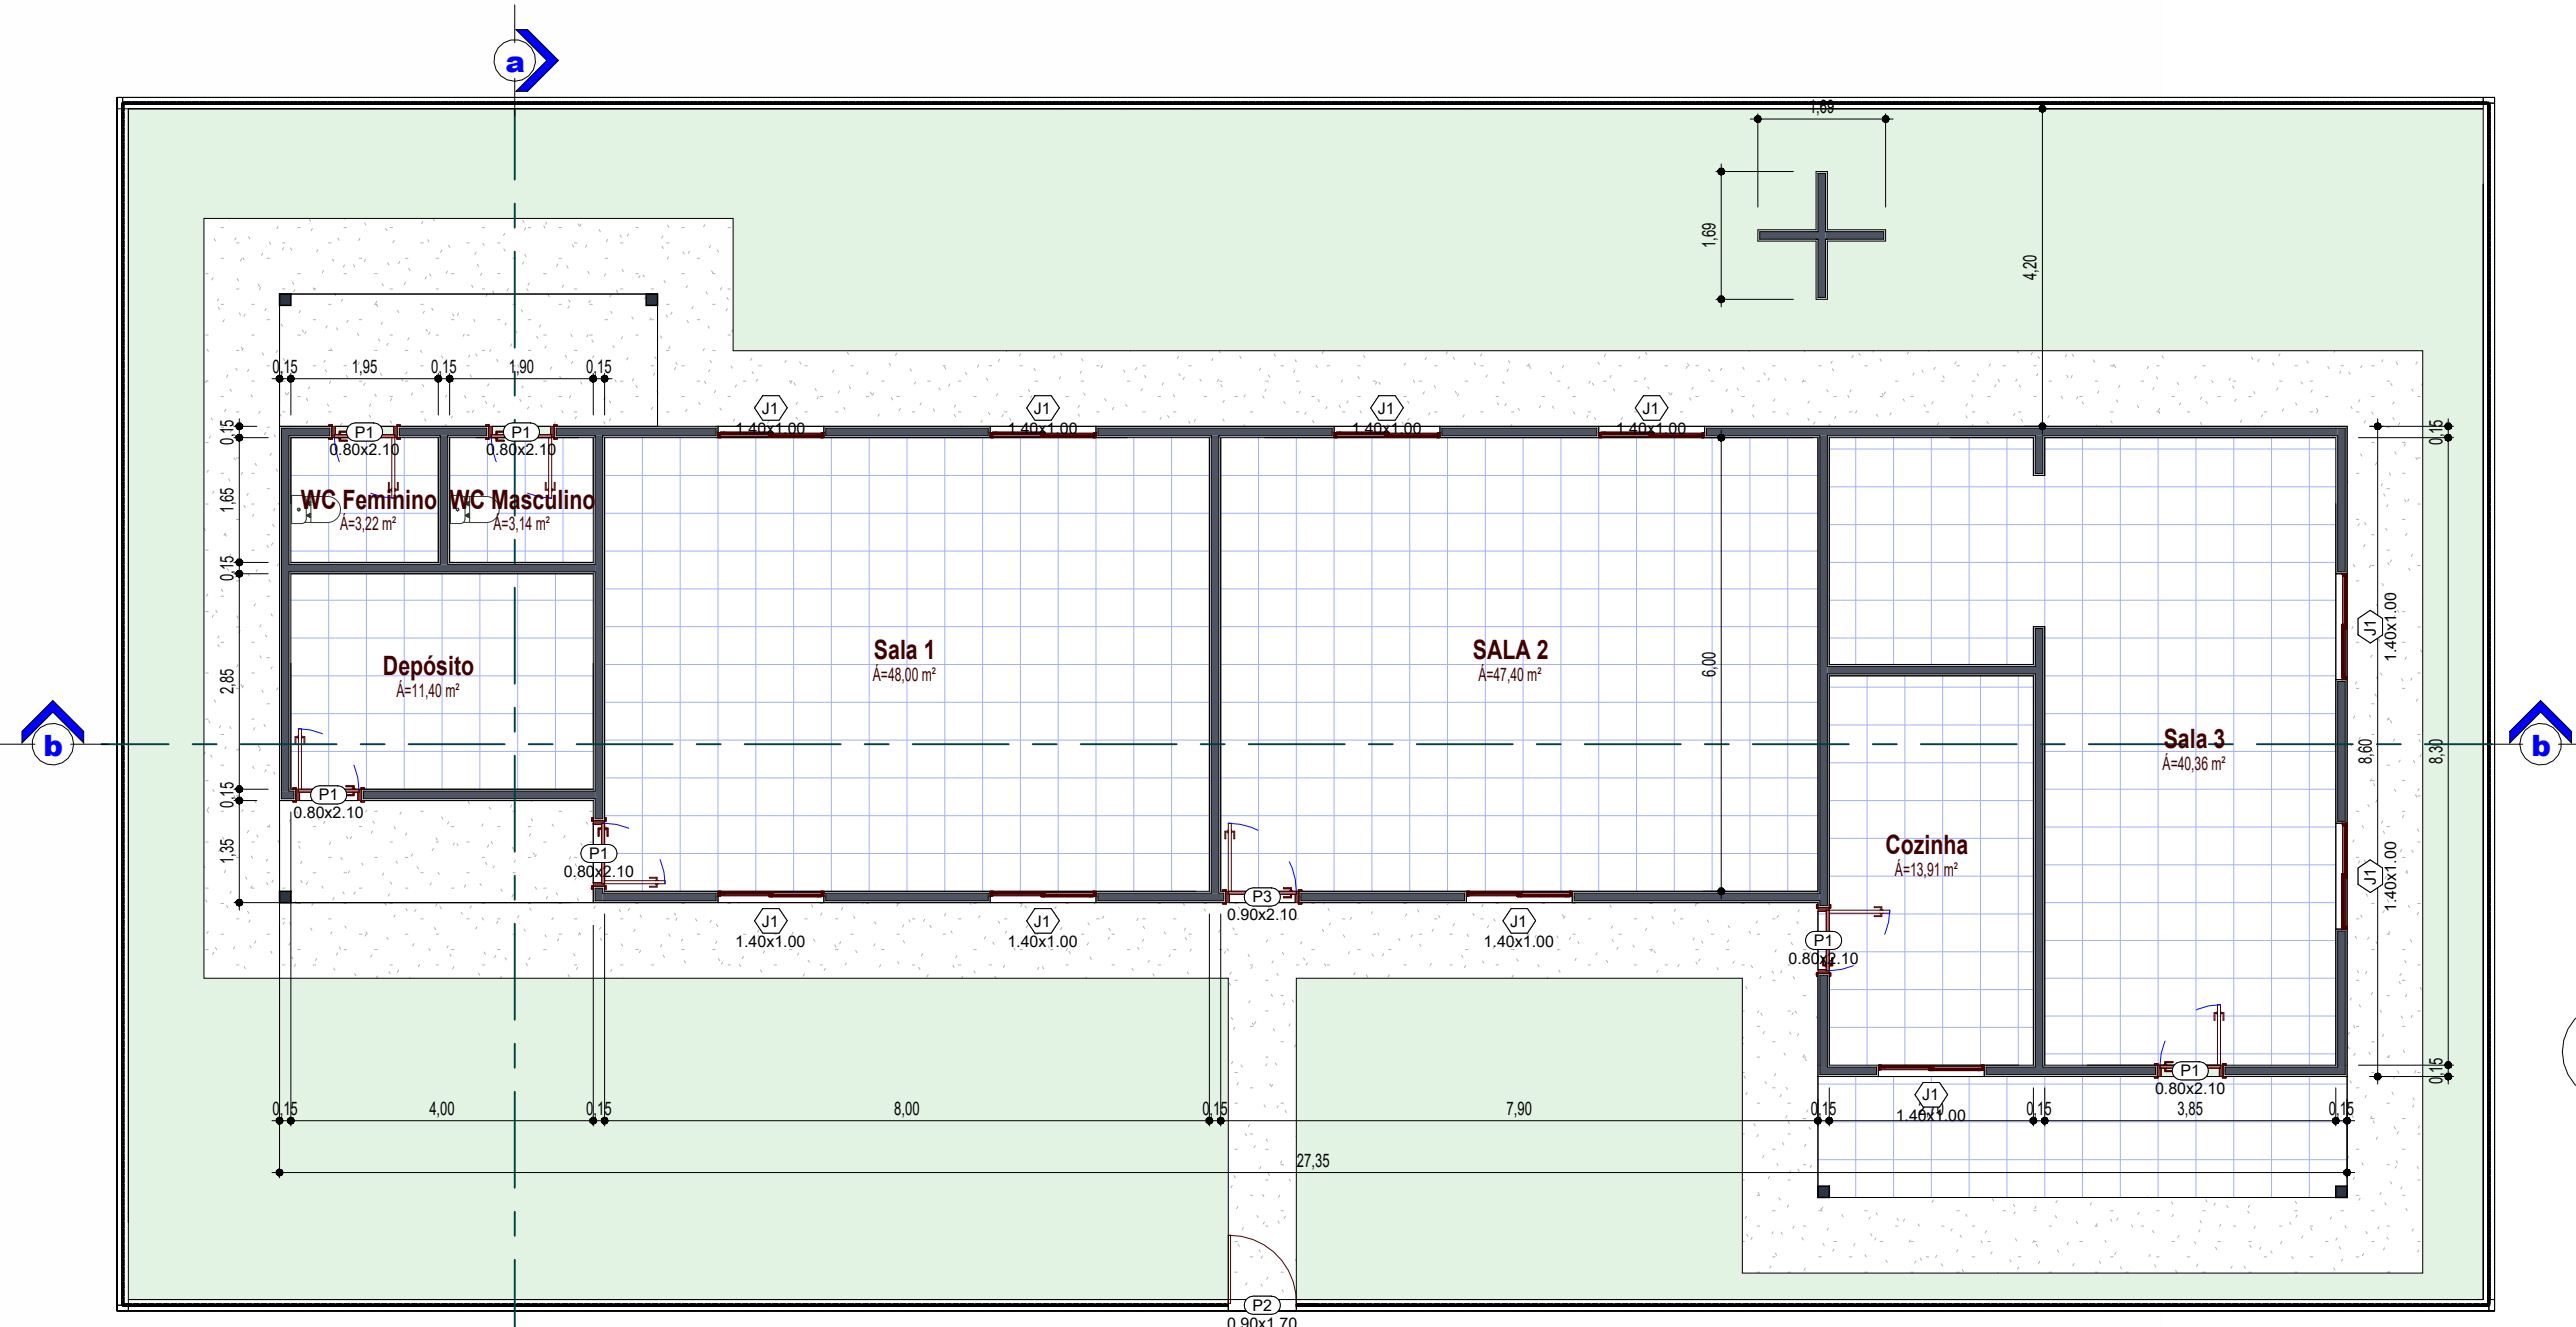 a
1,69
1,69
4,20
0,15
1,95
0,15
1,90
0,15
J1
1.40x1.00
J1
1.40x1.00
J1
1.40x1.00
J1
1.40x1.00
0,15
P1
0.80x2.10
P1
0.80x2.10
0,15
1,65
WC Feminino
Á=3,22 m²
WC Masculino
Á=3,14 m²
0,15
J1
1.40x1.00
Sala 1
Á=48,00 m²
SALA 2
Á=47,40 m²
6,00
Depósito
Á=11,40 m²
2,85
b
Sala 3
Á=40,36 m²
8,60
8,30
b
0,15
P1
0.80x2.10
1,35
P1
0.80x2.10
Cozinha
Á=13,91 m²
J1
1.40x1.00
J1
1.40x1.00
J1
1.40x1.00
P3
0.90x2.10
J1
1.40x1.00
P1
0.80x2.10
0,15
P1
0.80x2.10
J1
1.40x1.00
0,15
4,00
0,15
8,00
0,15
7,90
0,15
0,15
3,85
0,15
27,35
P2
0.90x1.70